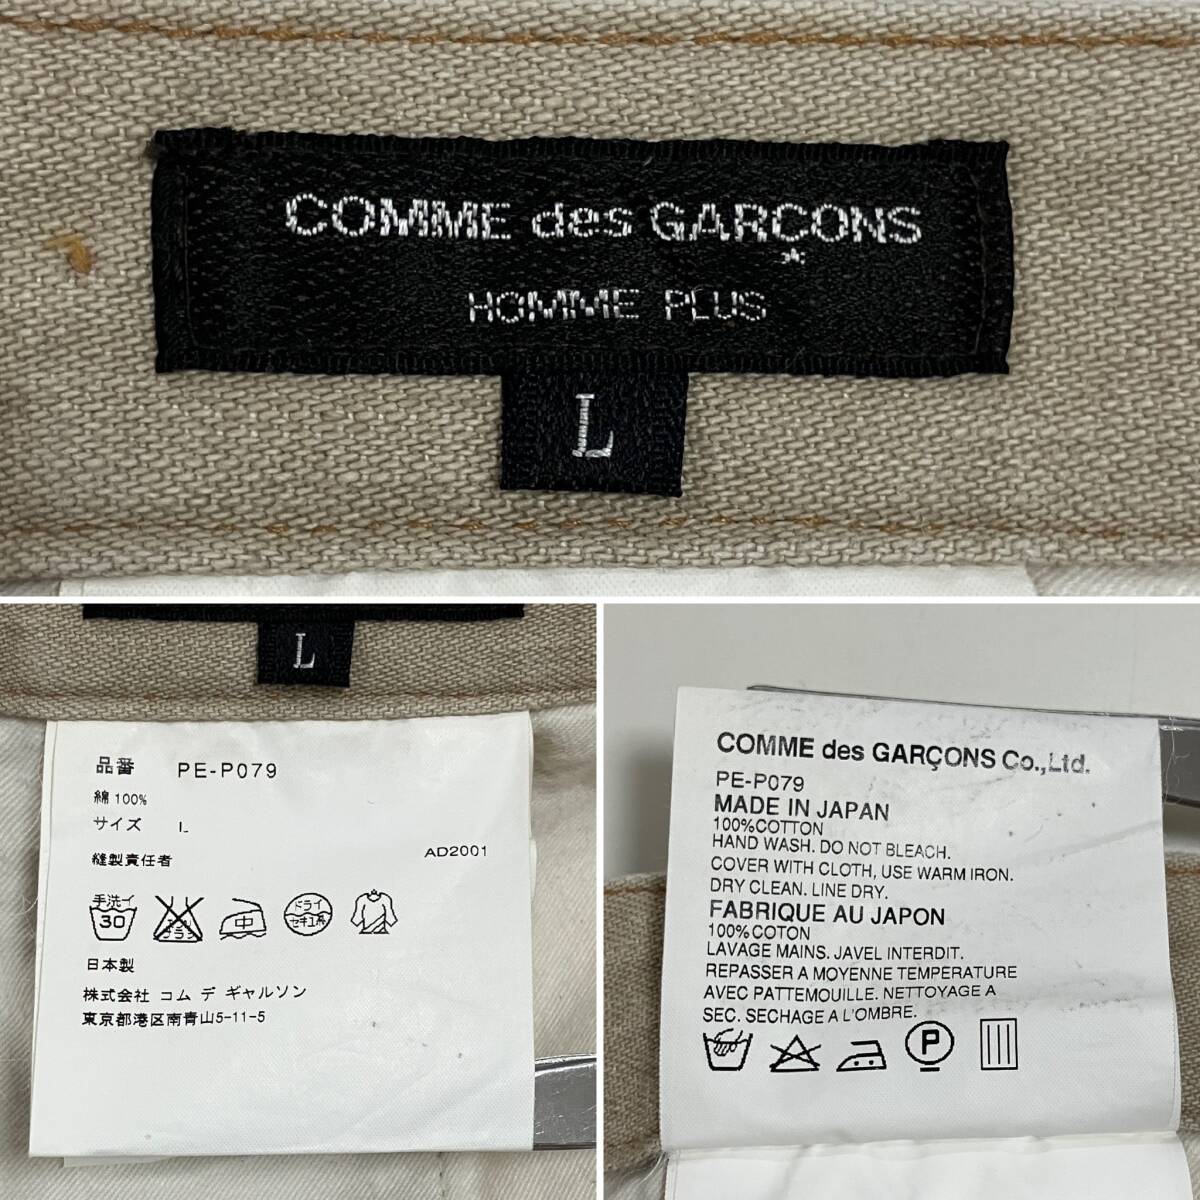 COMME des GARÇONS
HOMME PLUS
L
L
品番 PE-P079
綿 100%
サイズ L
縫製責任者 AD2001
手洗イ
30
中
ドライ
セキユ系
日本製
株式会社 コム デ ギャルソン
東京都港区南青山5-11-5
COMME des GARÇONS Co.,Ltd.
PE-P079
MADE IN JAPAN
100%COTTON
HAND WASH. DO NOT BLEACH.
COVER WITH CLOTH, USE WARM IRON.
DRY CLEAN. LINE DRY.
FABRIQUE AU JAPON
100%COTON
LAVAGE MAINS. JAVEL INTERDIT.
REPASSER A MOYENNE TEMPERATURE
AVEC PATTEMOUILLE. NETTOYAGE A
SEC. SECHAGE A L'OMBRE.
P